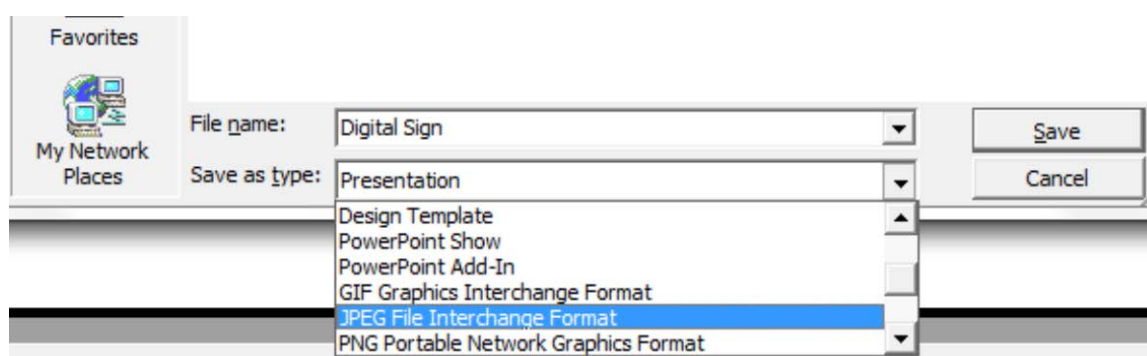 Favorites
My Network
Places
File name:
Digital Sign
Save
Save as type:
Presentation
Cancel
Design Template
PowerPoint Show
PowerPoint Add-In
GIF Graphics Interchange Format
JPEG File Interchange Format
PNG Portable Network Graphics Format